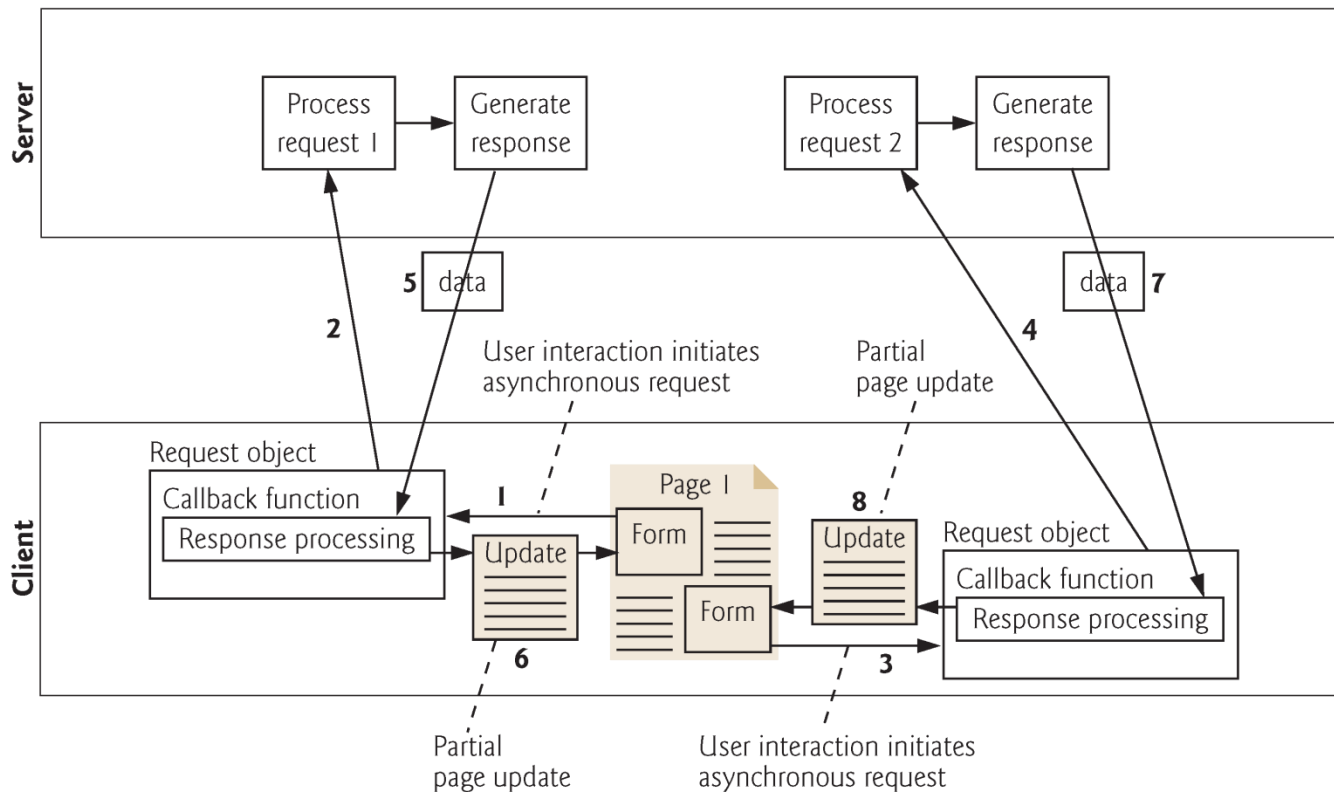 Server
Process
request 1
Generate
response
Process
request 2
Generate
response
5
data
data
7
2
4
User interaction initiates
asynchronous request
Partial
page update
Client
Request object
Callback function
Response processing
1
Update
6
Page 1
Form
Form
8
Update
3
Request object
Callback function
Response processing
Partial
page update
User interaction initiates
asynchronous request